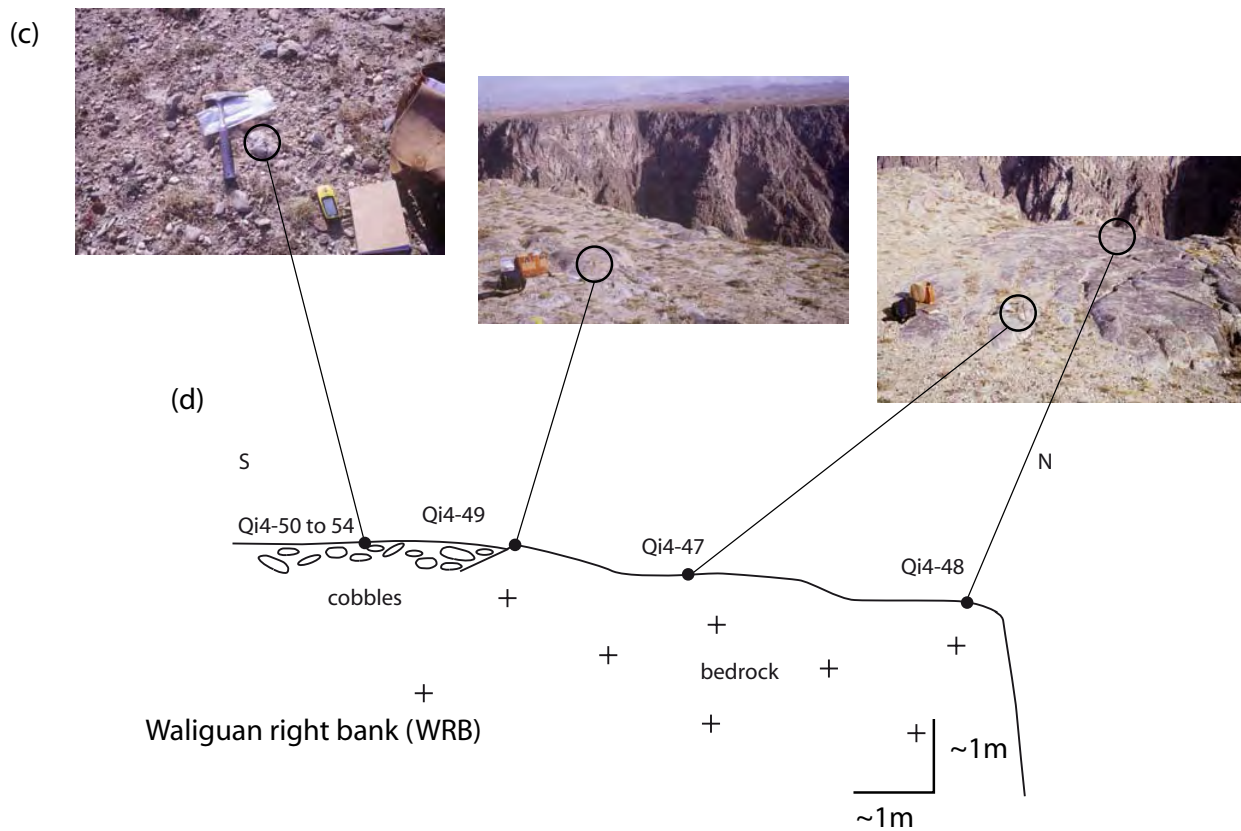 (c)
(d)
S
N
Qi4-50 to 54
Qi4-49
Qi4-47
Qi4-48
cobbles
bedrock
Waliguan right bank (WRB)
~1m
~1m